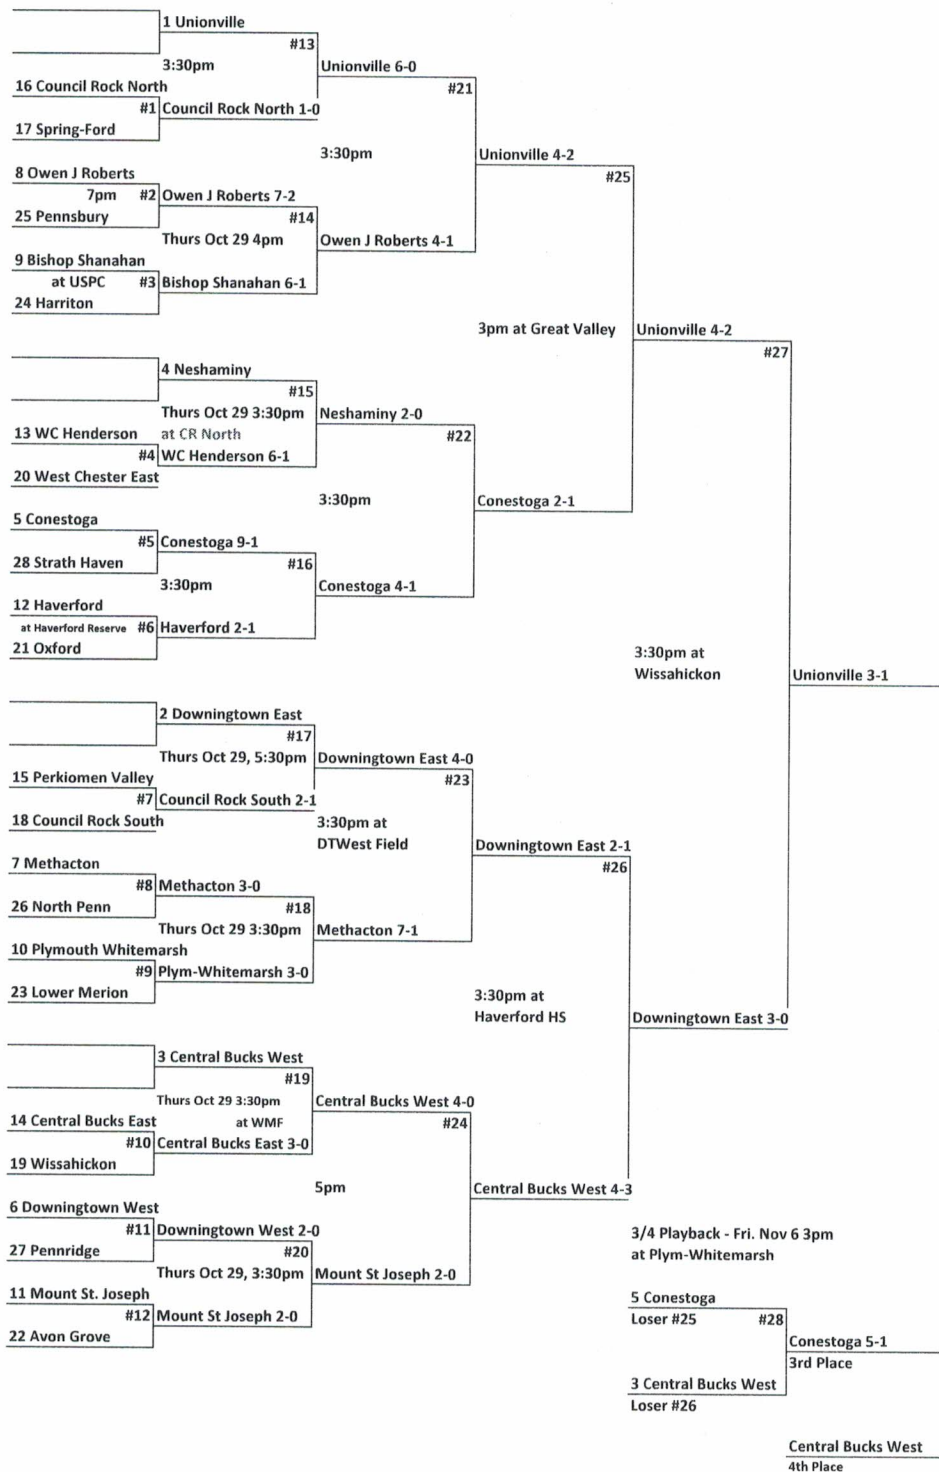 1 Unionville
#13
3:30pm
Unionville 6-0
16 Council Rock North
#21
#1 Council Rock North 1-0
17 Spring-Ford
3:30pm
Unionville 4-2
8 Owen J Roberts
#25
7pm #2 Owen J Roberts 7-2
25 Pennsbury
#14
Thurs Oct 29 4pm
Owen J Roberts 4-1
9 Bishop Shanahan
at USPC #3 Bishop Shanahan 6-1
24 Harriton
3pm at Great Valley
Unionville 4-2
#27
4 Neshaminy
#15
Thurs Oct 29 3:30pm
Neshaminy 2-0
13 WC Henderson
at CR North
#22
#4 WC Henderson 6-1
20 West Chester East
3:30pm
Conestoga 2-1
5 Conestoga
#5 Conestoga 9-1
28 Strath Haven
#16
3:30pm
Conestoga 4-1
12 Haverford
at Haverford Reserve #6 Haverford 2-1
21 Oxford
3:30pm at
Wissahickon
Unionville 3-1
2 Downingtown East
#17
Thurs Oct 29, 5:30pm
Downingtown East 4-0
15 Perkiomen Valley
#23
#7 Council Rock South 2-1
18 Council Rock South
3:30pm at
DTWest Field
Downingtown East 2-1
7 Methacton
#26
#8 Methacton 3-0
26 North Penn
#18
Thurs Oct 29 3:30pm
Methacton 7-1
10 Plymouth Whitemarsh
#9 Plym-Whitemarsh 3-0
23 Lower Merion
3:30pm at
Haverford HS
Downingtown East 3-0
3 Central Bucks West
#19
Thurs Oct 29 3:30pm
Central Bucks West 4-0
14 Central Bucks East
at WMF
#24
#10 Central Bucks East 3-0
19 Wissahickon
5pm
Central Bucks West 4-3
6 Downingtown West
#11 Downingtown West 2-0
27 Pennridge
#20
Thurs Oct 29, 3:30pm
Mount St Joseph 2-0
11 Mount St. Joseph
#12 Mount St Joseph 2-0
22 Avon Grove
3/4 Playback - Fri. Nov 6 3pm
at Plym-Whitemarsh
5 Conestoga
Loser #25 #28
Conestoga 5-1
3rd Place
3 Central Bucks West
Loser #26
Central Bucks West
4th Place